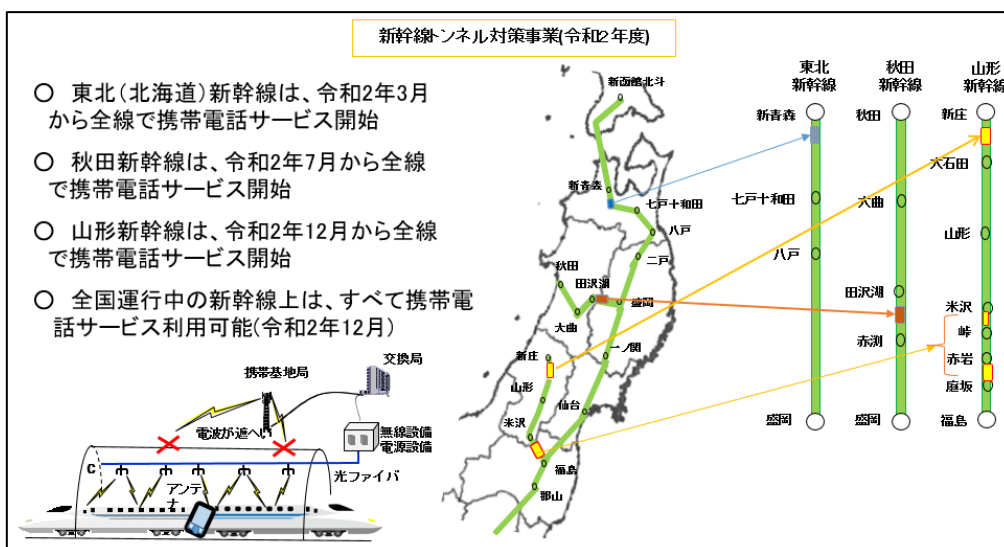 新幹線トンネル対策事業(令和2年度)
○ 東北(北海道)新幹線は、令和2年3月
から全線で携帯電話サービス開始
○ 秋田新幹線は、令和2年7月から全線
で携帯電話サービス開始
○ 山形新幹線は、令和2年12月から全線
で携帯電話サービス開始
○ 全国運行中の新幹線上は、すべて携帯電
話サービス利用可能(令和2年12月)
交換局
携帯基地局
電波が遮へい
無線設備
電源設備
光ファイバ
アンテ
ナ
新函館北斗
新青森
七戸十和田
八戸
二戸
秋田
田沢湖
盛岡
大曲
一ノ関
新庄
山形
仙台
米沢
福島
郡山
東北
新幹線
新青森
七戸十和田
八戸
盛岡
秋田
新幹線
秋田
大曲
田沢湖
赤渕
盛岡
山形
新幹線
新庄
大石田
山形
米沢
峠
赤岩
庭坂
福島